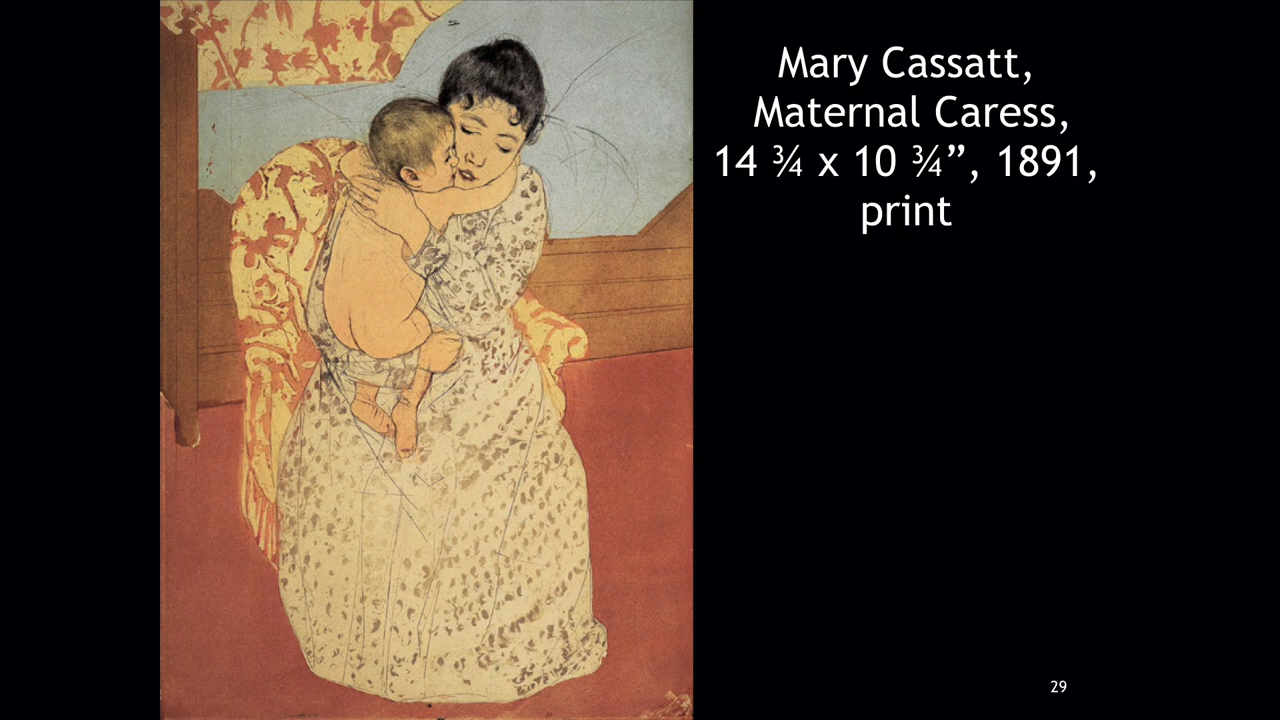 Mary Cassatt,
Maternal Caress,
14 ¾ x 10 ¾”, 1891,
print
29